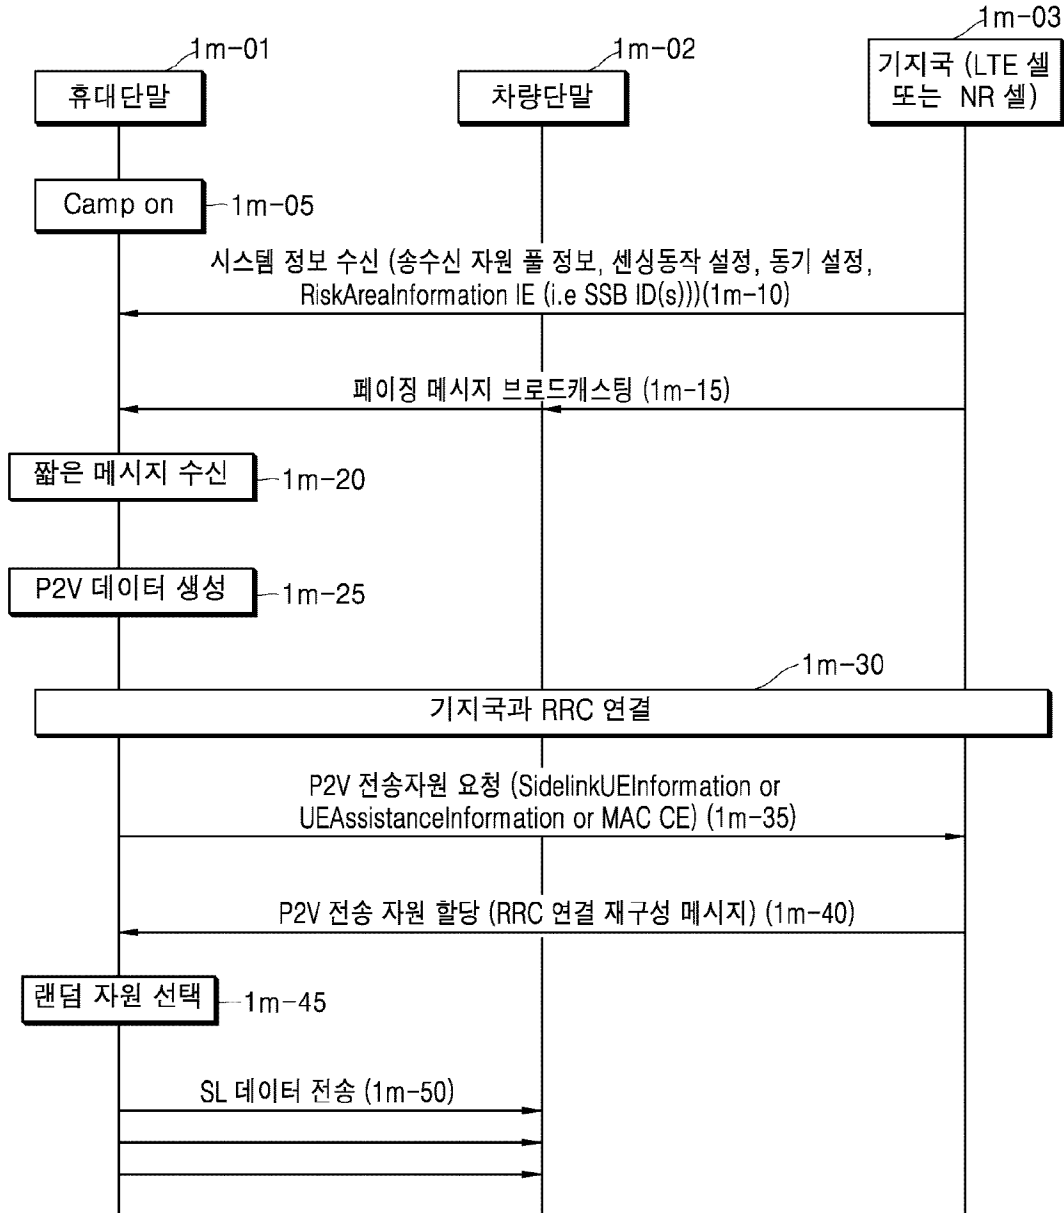 1m-01
1m-02
1m-03
휴대단말
차량단말
기지국 (LTE 셀
또는 NR 셀)
Camp on
1m-05
시스템 정보 수신 (송수신 자원 풀 정보, 센싱동작 설정, 동기 설정,
RiskAreaInformation IE (i.e SSB ID(s)))(1m-10)
페이징 메시지 브로드캐스팅 (1m-15)
짧은 메시지 수신
1m-20
P2V 데이터 생성
1m-25
1m-30
기지국과 RRC 연결
P2V 전송자원 요청 (SidelinkUEInformation or
UEAssistanceInformation or MAC CE) (1m-35)
P2V 전송 자원 할당 (RRC 연결 재구성 메시지) (1m-40)
랜덤 자원 선택
1m-45
SL 데이터 전송 (1m-50)